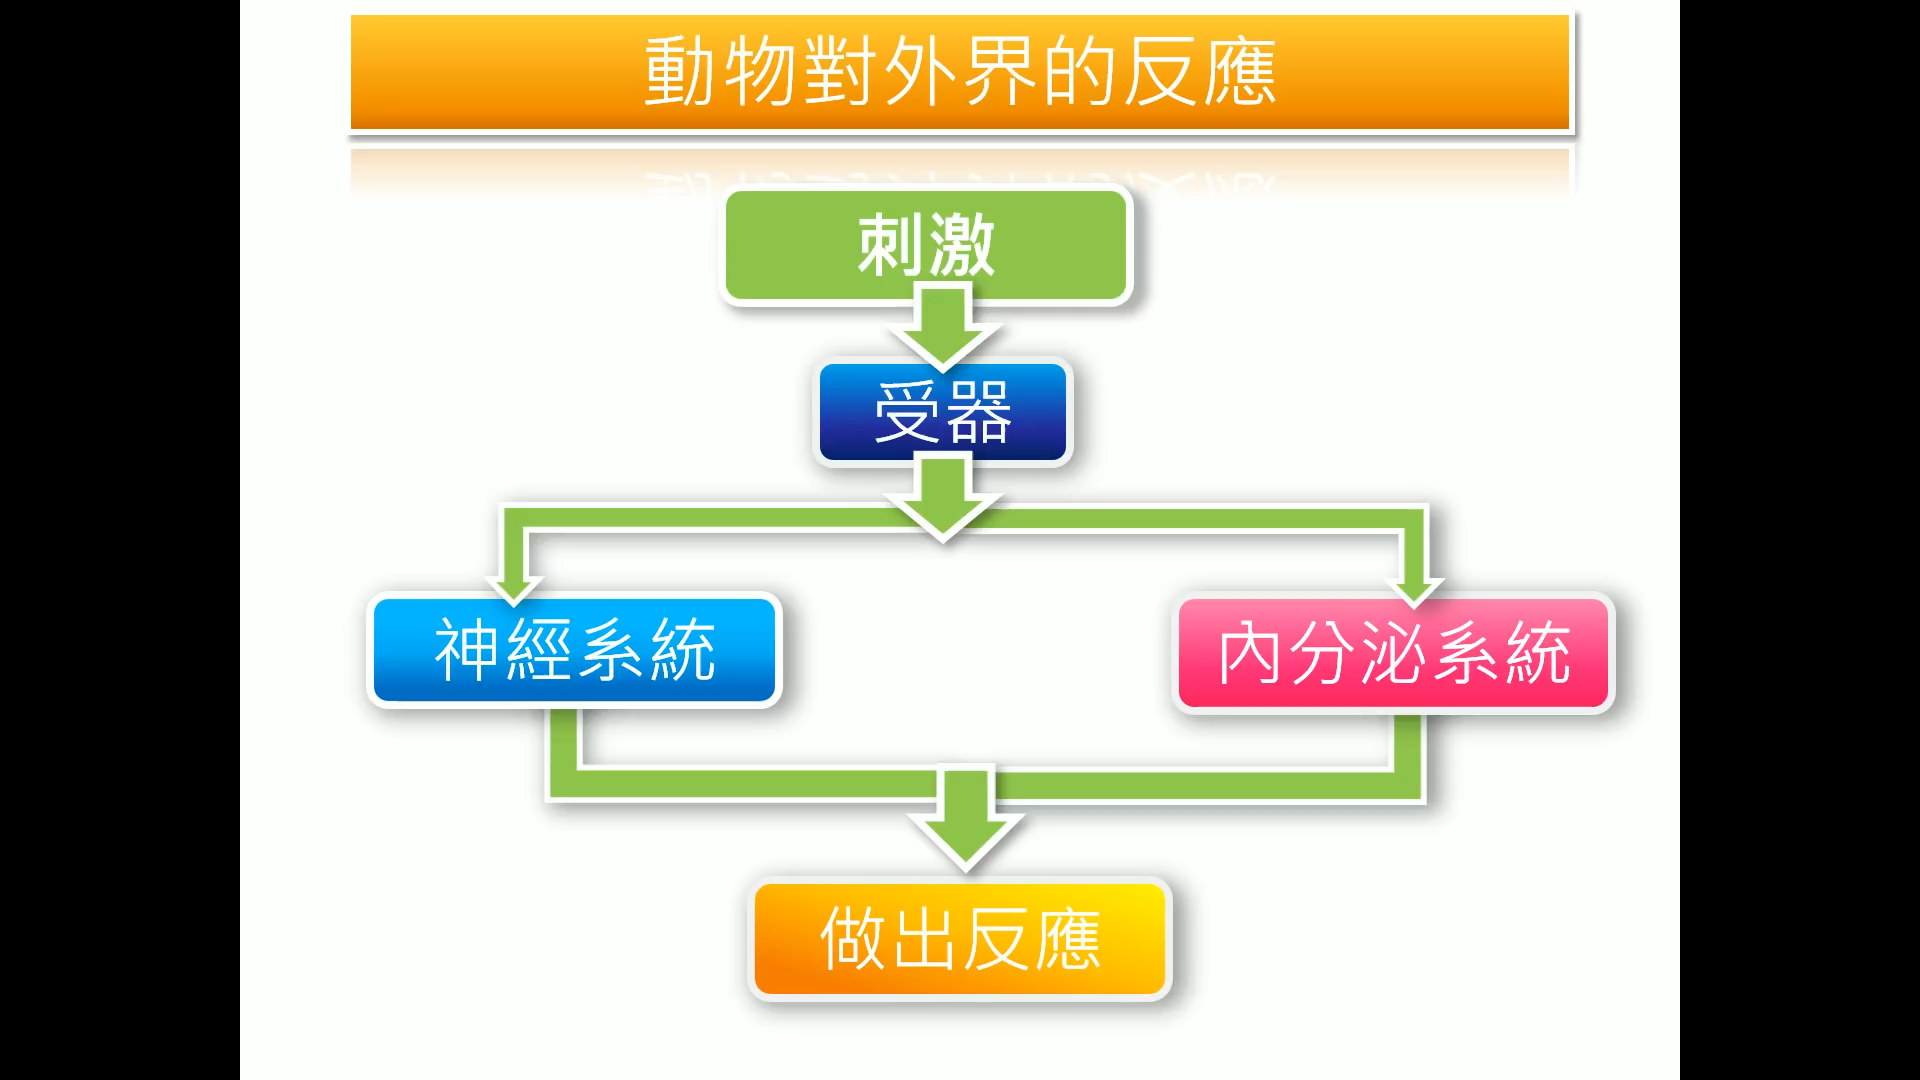 動物對外界的反應
刺激
受器
神經系統
內分泌系統
做出反應